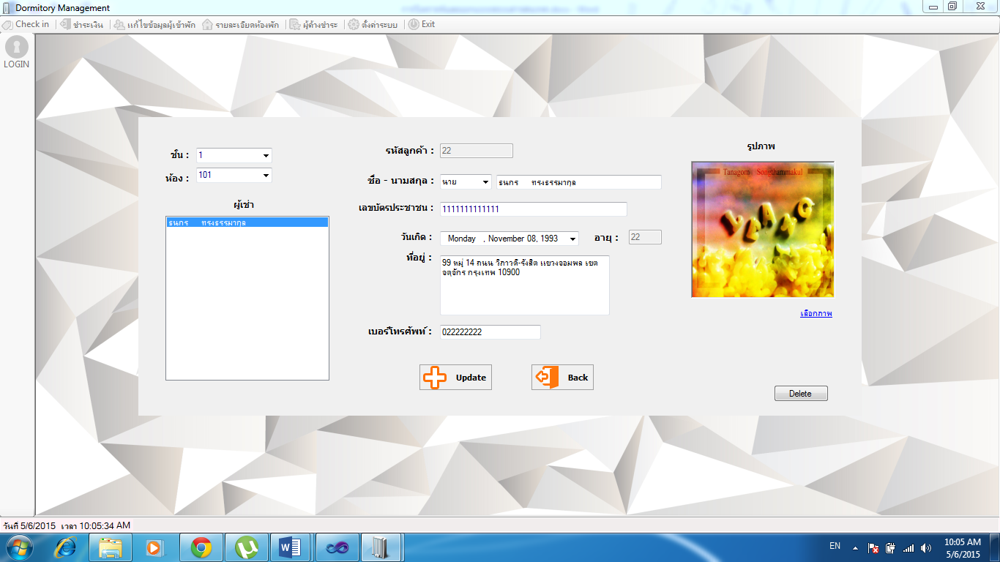 Dormitory Management
Check in ชำระเงิน แก้ไขข้อมูลผู้เข้าพัก รายละเอียดห้องพัก ผู้ค้างชำระ ตั้งค่าระบบ Exit
LOGIN
ชั้น : 1
ห้อง : 101
ผู้เช่า
ธนกร ทรงธรรมากุล
รหัสลูกค้า : 22
ชื่อ - นามสกุล : นาย ธนกร ทรงธรรมากุล
เลขบัตรประชาชน : 1111111111111
วันเกิด : Monday , November 08, 1993 อายุ : 22
ที่อยู่ : 99 หมู่ 14 ถนน วิภาวดี-รังสิต แขวงจอมพล เขต
จตุจักร กรุงเทพ 10900
เบอร์โทรศัพท์ : 022222222
Update Back
รูปภาพ
Tanagorn Songthammakul
เลือกภาพ
Delete
วันที่ 5/6/2015 เวลา 10:05:34 AM
EN
10:05 AM
5/6/2015